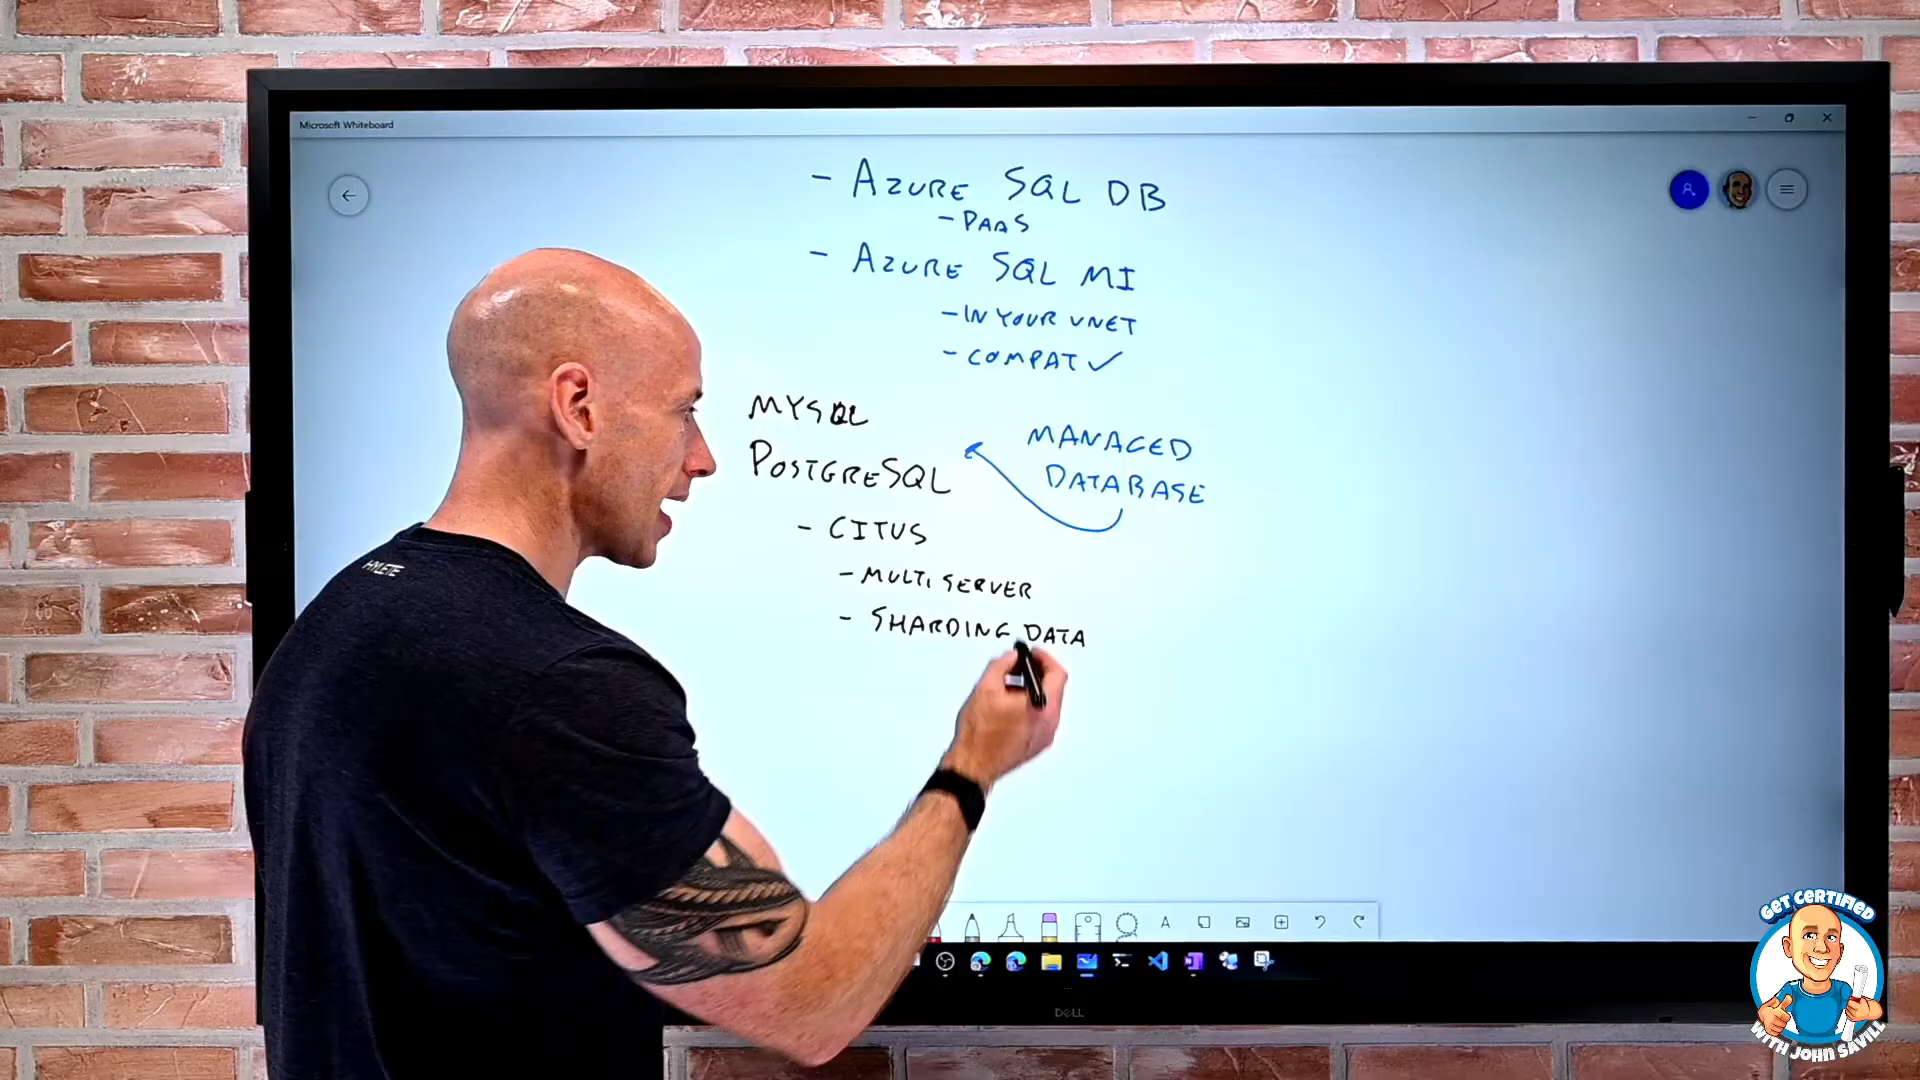 Microsoft Whiteboard
- AZURE SQL DB
- PAAS
- AZURE SQL MI
- IN YOUR VNET
- COMPAT ✓
MYSQL
POSTGRESQL
MANAGED
DATABASE
- CITUS
- MULTI SERVER
- SHARDING DATA
HYLETE
DELL
GET CERTIFIED
WITH JOHN SAVILL